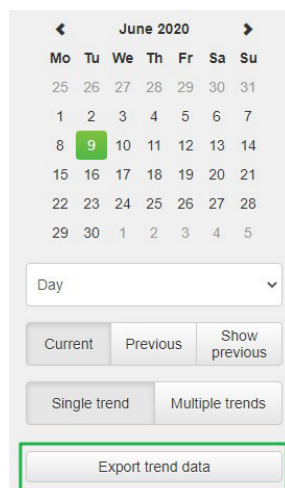 June 2020
Mo Tu We Th Fr Sa Su
25 26 27 28 29 30 31
1 2 3 4 5 6 7
8 9 10 11 12 13 14
15 16 17 18 19 20 21
22 23 24 25 26 27 28
29 30 1 2 3 4 5
Day
Current Previous Show previous
Single trend Multiple trends
Export trend data